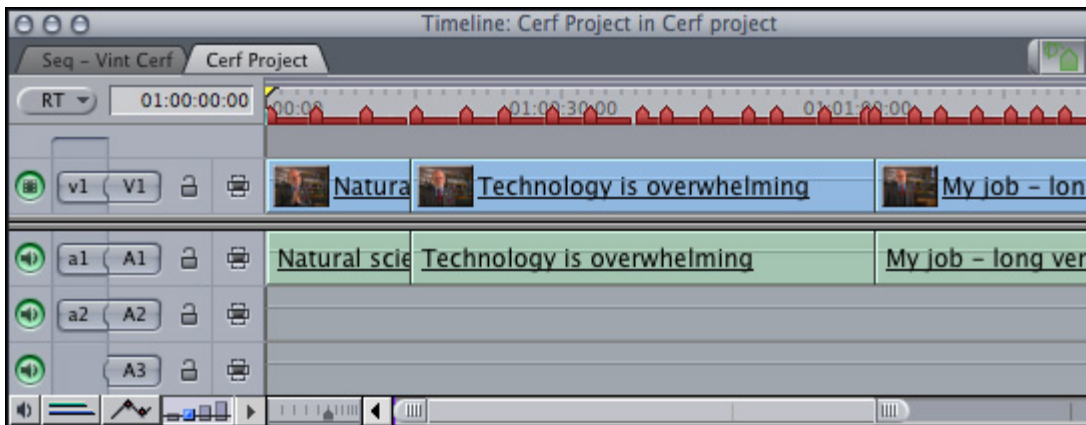 Timeline: Cerf Project in Cerf project
Seq – Vint Cerf Cerf Project
RT 01:00:00:00 00:00 01:00:30:00 01:01:00:00
v1 V1 Natura Technology is overwhelming My job – lon
a1 A1 Natural scie Technology is overwhelming My job – long ver
a2 A2
A3